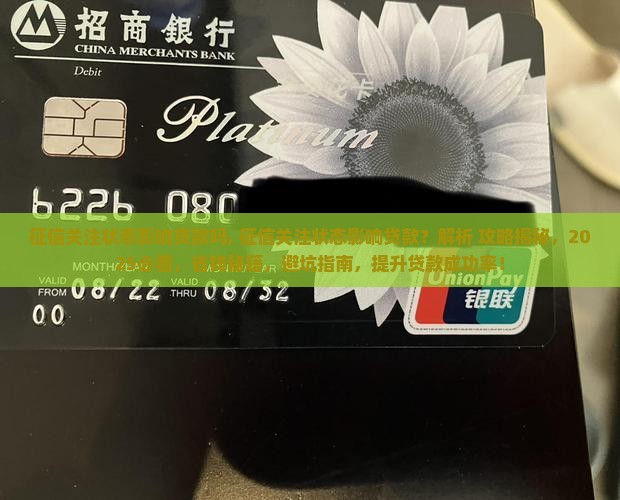 招商银行
CHINA MERCHANTS BANK
Debit
Platinum
6226 080
征信关注状态影响贷款吗, 征信关注状态影响贷款?解析 攻略揭秘,20
避坑指南,提升贷款成功率!
MONTH/YEAR MONTH/YEAR
VALID FROM 08/22 VALID THRU 08/32
00
UnionPay
银联